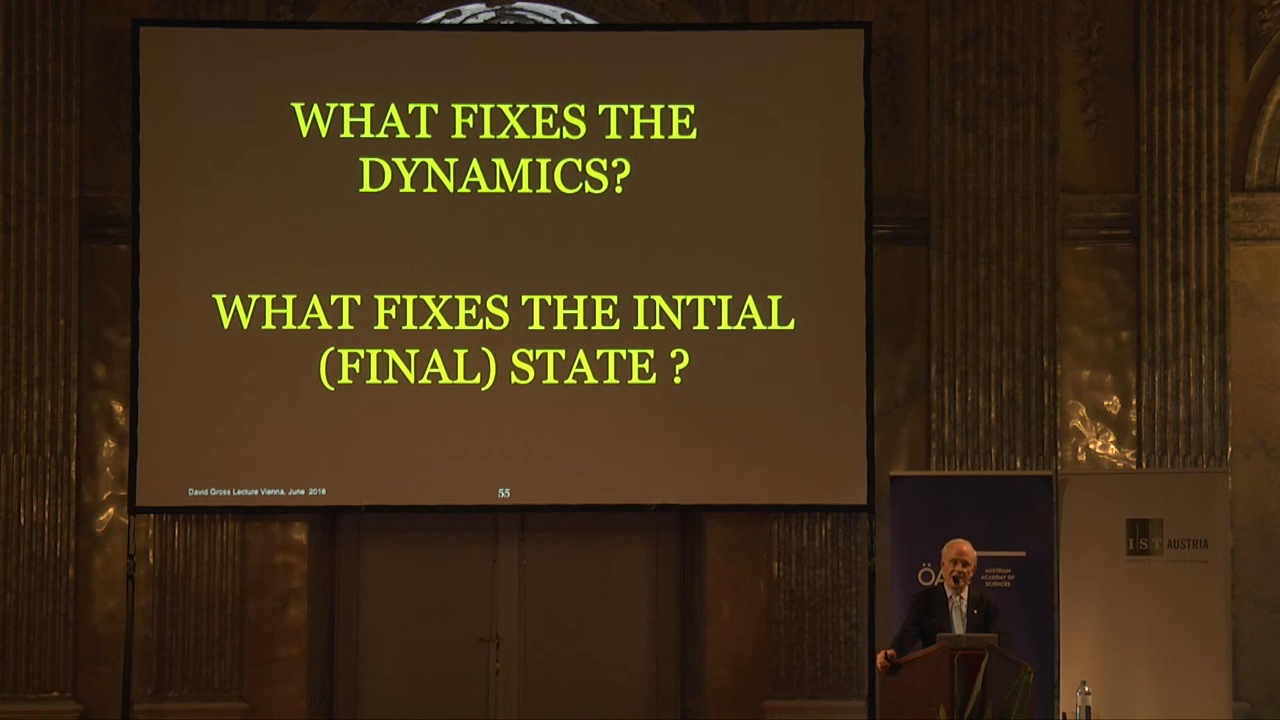 WHAT FIXES THE
DYNAMICS?
WHAT FIXES THE INTIAL
(FINAL) STATE ?
David Gross Lecture Vienna, June 2016
55
IST AUSTRIA
AUSTRIAN
ACADEMY OF
SCIENCES